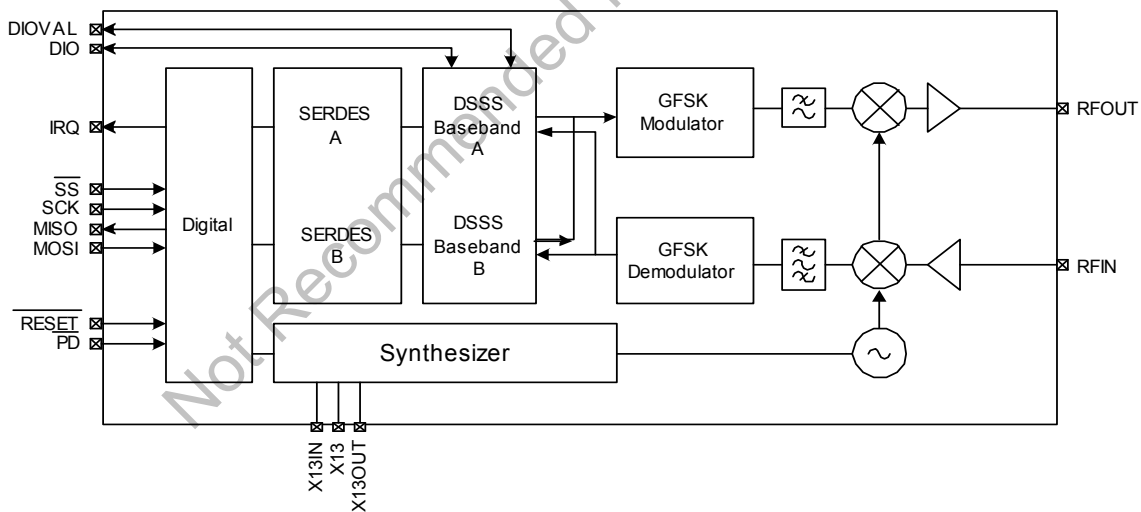 DIOVAL
DIO
IRQ
SS
SCK
MISO
MOSI
RESET
PD
Digital
SERDES
A
SERDES
B
DSSS
Baseband
A
DSSS
Baseband
B
GFSK
Modulator
GFSK
Demodulator
Synthesizer
RFOUT
RFIN
X13IN
X13
X13OUT
Not Recommended